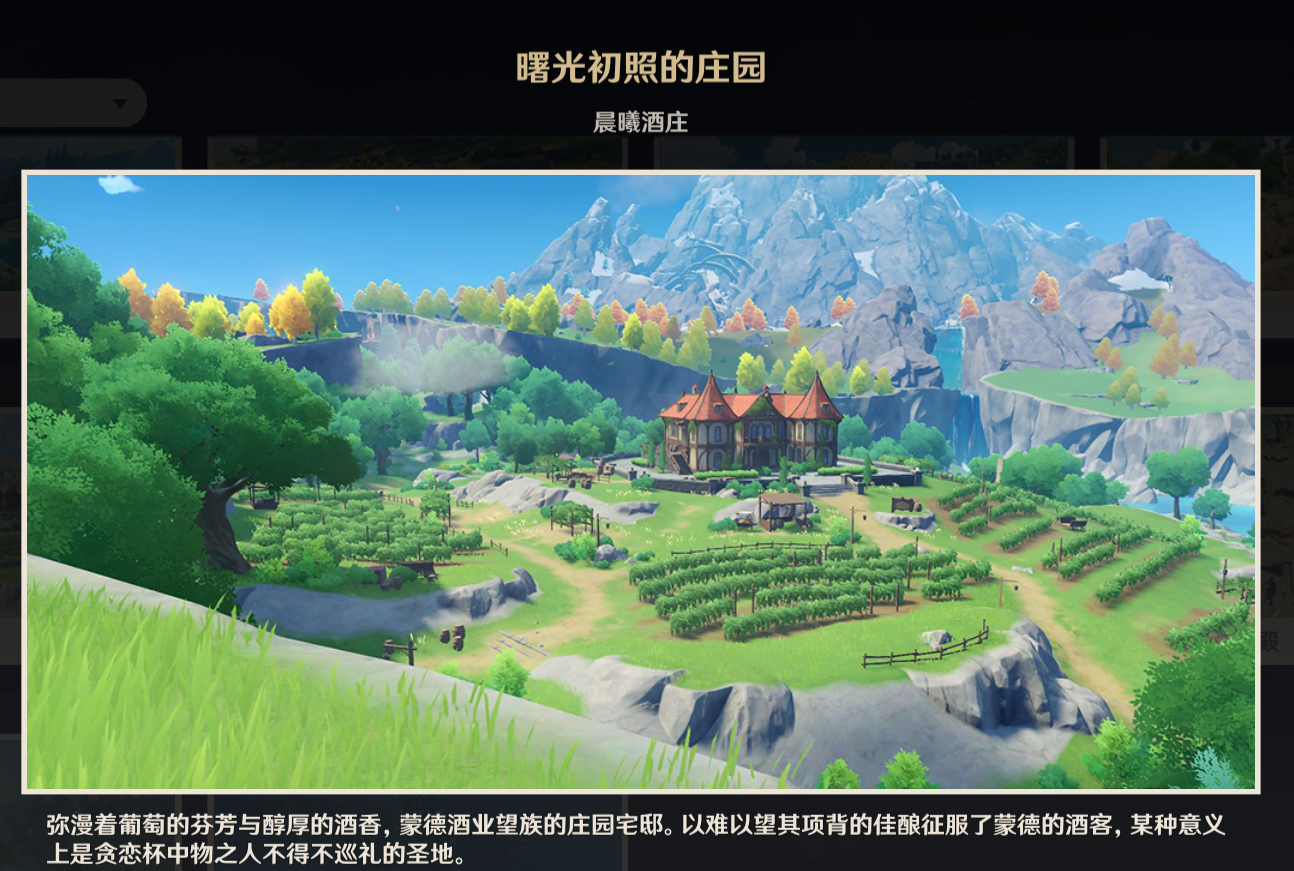 曙光初照的庄园
晨曦酒庄
弥漫着葡萄的芬芳与醇厚的酒香，蒙德酒业望族的庄园宅邸。以难以望其项背的佳酿征服了蒙德的酒客，某种意义
上是贪恋杯中物之人不得不巡礼的圣地。
殿